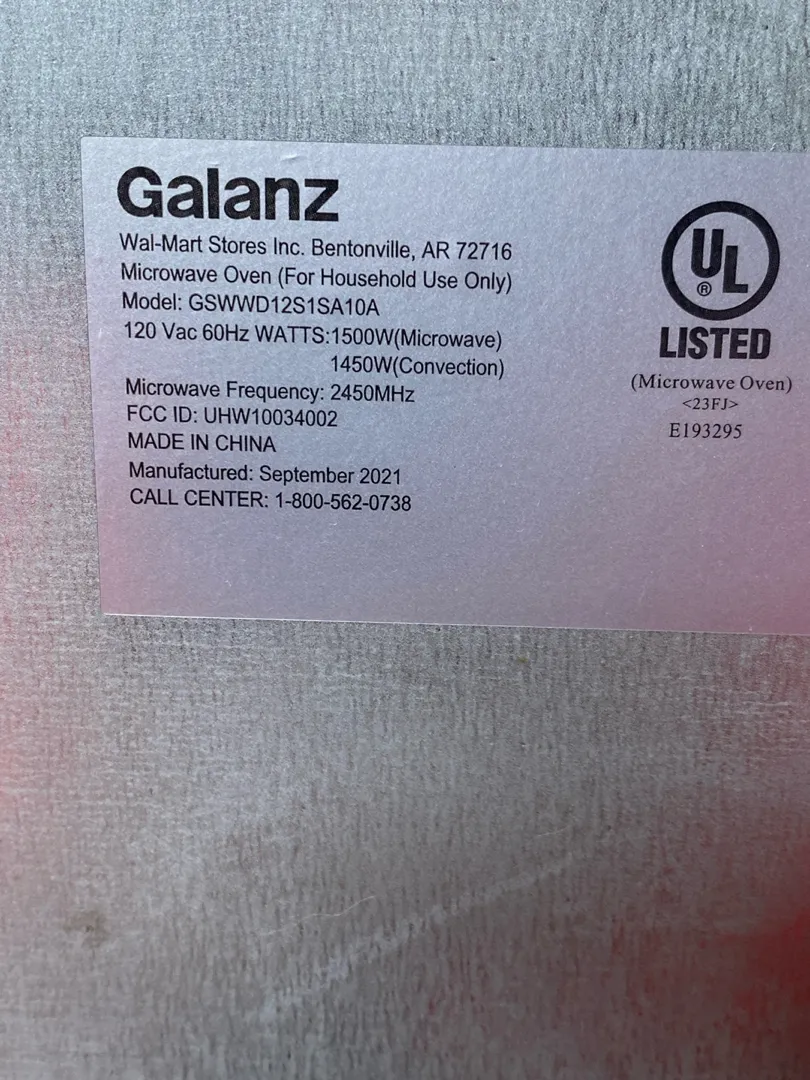 Galanz
Wal-Mart Stores Inc. Bentonville, AR 72716
Microwave Oven (For Household Use Only)
Model: GSWWD12S1SA10A
120 Vac 60Hz WATTS:1500W(Microwave)
1450W(Convection)
Microwave Frequency: 2450MHz
FCC ID: UHW10034002
MADE IN CHINA
Manufactured: September 2021
CALL CENTER: 1-800-562-0738
UL ®
LISTED
(Microwave Oven)
<23FJ>
E193295